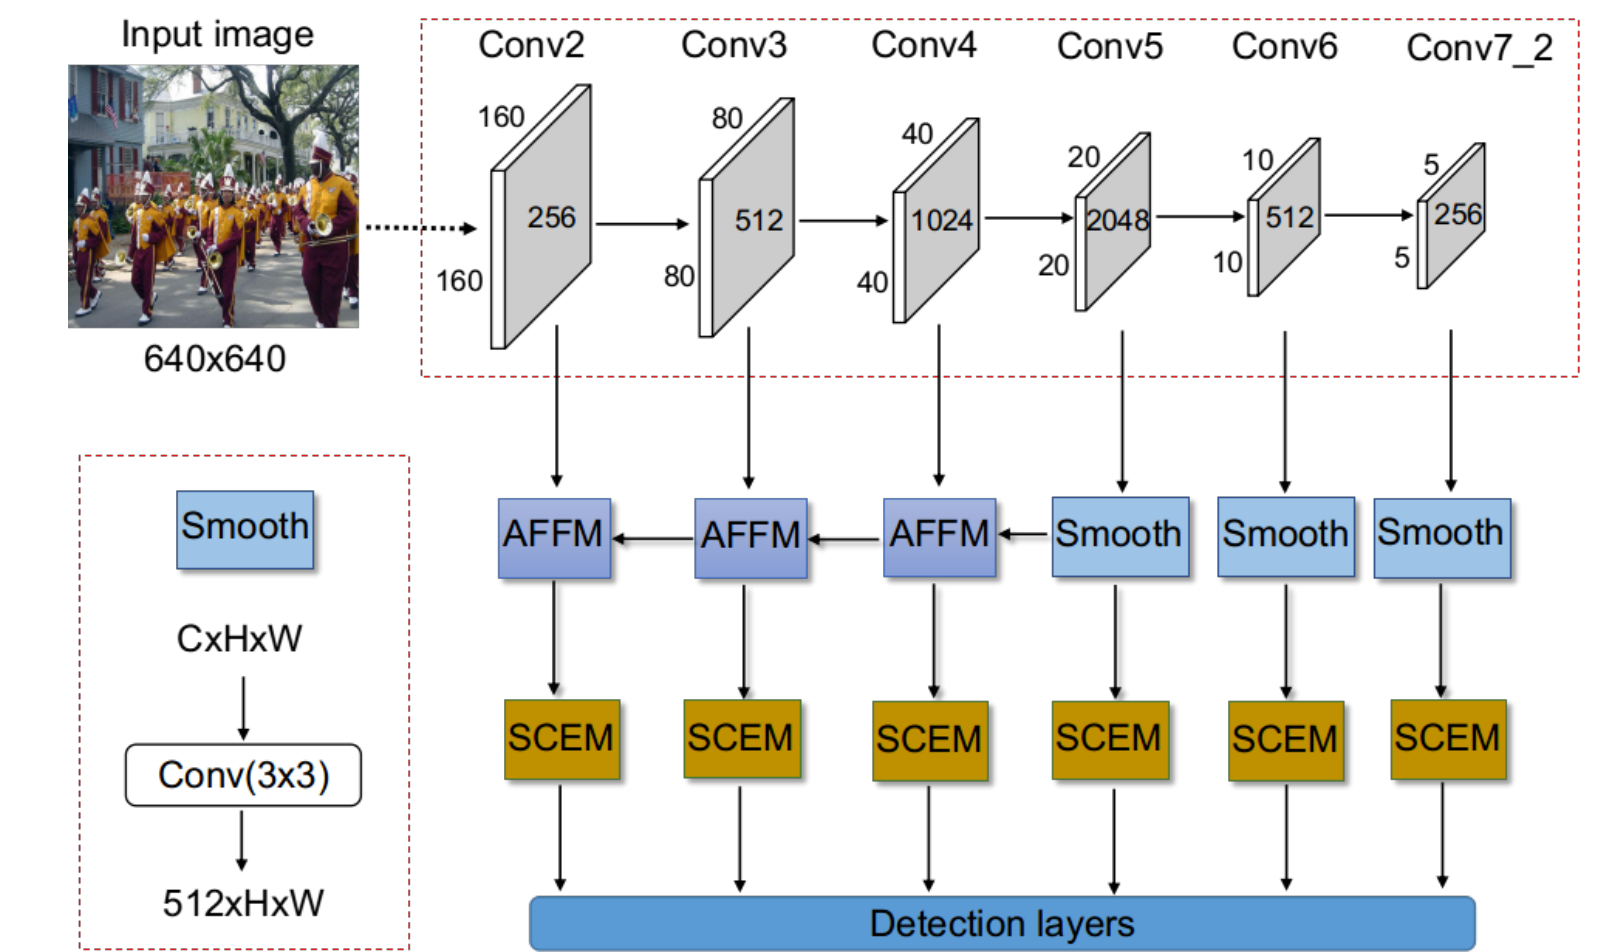 Input image
640x640
Conv2
Conv3
Conv4
Conv5
Conv6
Conv7_2
160
160
256
80
80
512
40
40
1024
20
20
2048
10
10
512
5
5
256
AFFM
AFFM
AFFM
Smooth
Smooth
Smooth
SCEM
SCEM
SCEM
SCEM
SCEM
SCEM
Detection layers
Smooth
CxHxW
Conv(3x3)
512xHxW